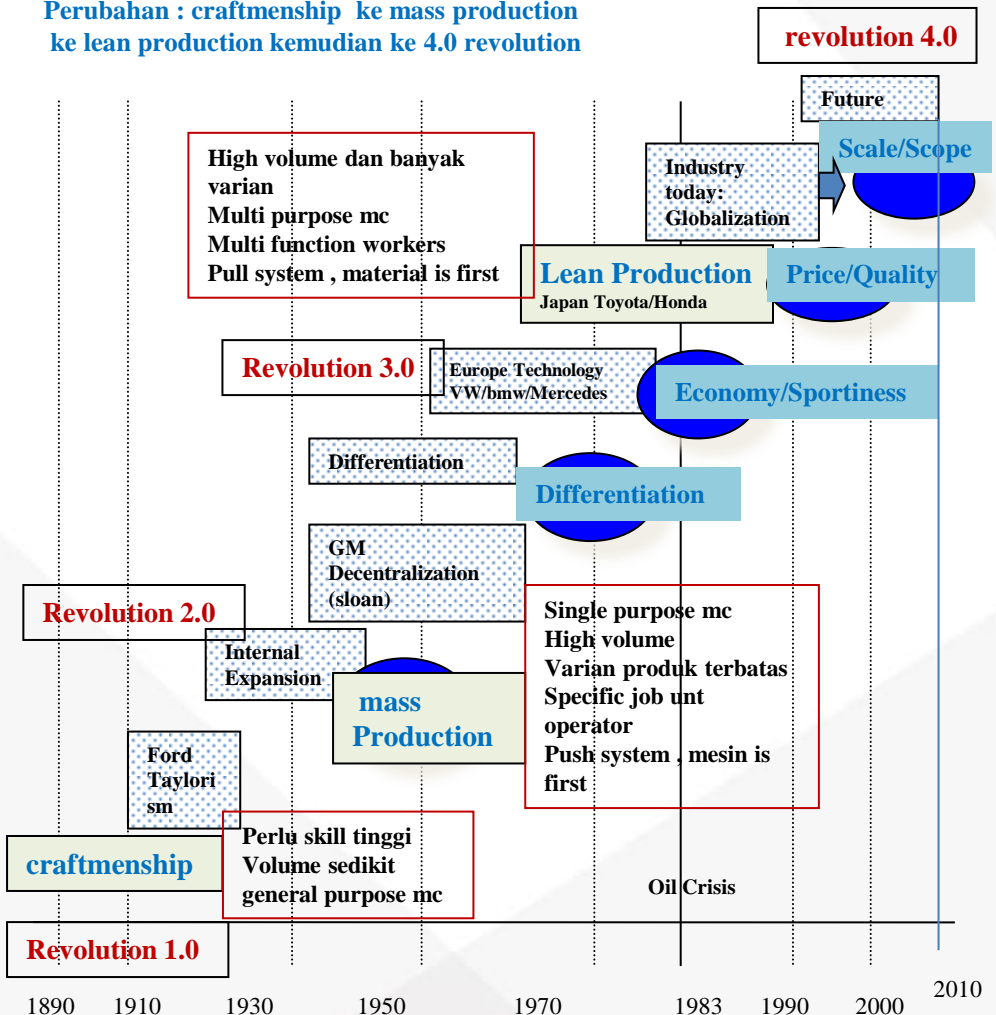 Perubahan : craftmenship ke mass production
ke lean production kemudian ke 4.0 revolution
revolution 4.0
Future
Scale/Scope
Industry
today:
Globalization
High volume dan banyak
varian
Multi purpose mc
Multi function workers
Pull system , material is first
Lean Production
Japan Toyota/Honda
Price/Quality
Revolution 3.0
Europe Technology
VW/bmw/Mercedes
Economy/Sportiness
Differentiation
Differentiation
GM
Decentralization
(sloan)
Revolution 2.0
Internal
Expansion
mass
Production
Single purpose mc
High volume
Varian produk terbatas
Specific job unt
operator
Push system , mesin is
first
Ford
Taylori
sm
craftmenship
Perlu skill tinggi
Volume sedikit
general purpose mc
Oil Crisis
Revolution 1.0
1890 1910 1930 1950 1970 1983 1990 2000 2010